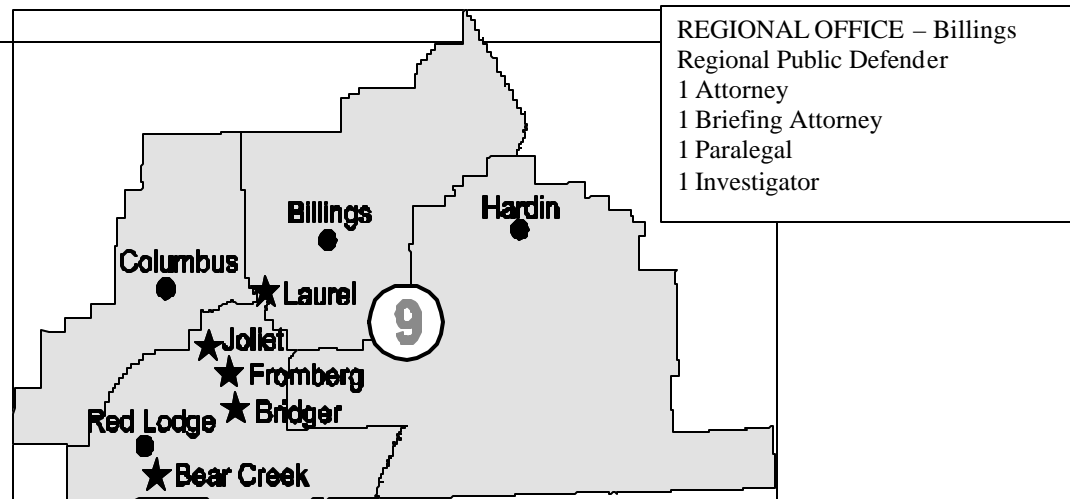 REGIONAL OFFICE – Billings
Regional Public Defender
1 Attorney
1 Briefing Attorney
1 Paralegal
1 Investigator
Billings
Hardin
Columbus
Laurel
9
Joliet
Fromberg
Bridger
Red Lodge
Bear Creek